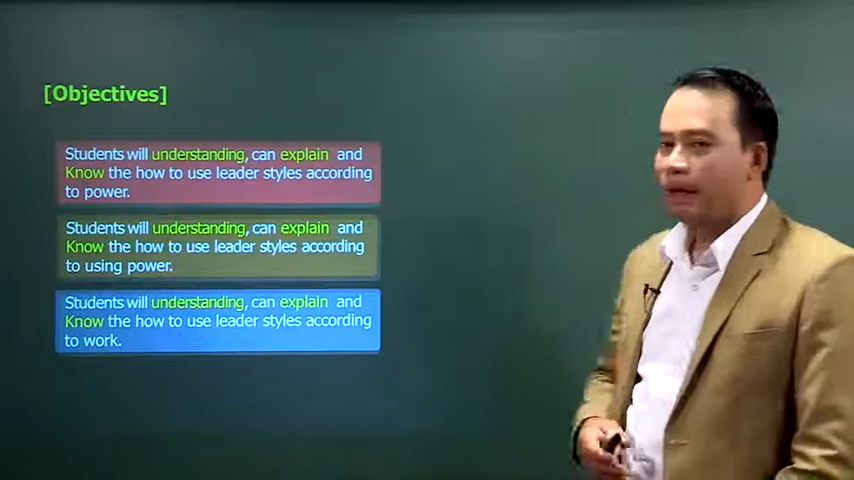 [Objectives]
Students will understanding, can explain and
Know the how to use leader styles according
to power.
Students will understanding, can explain and
Know the how to use leader styles according
to using power.
Students will understanding, can explain and
Know the how to use leader styles according
to work.